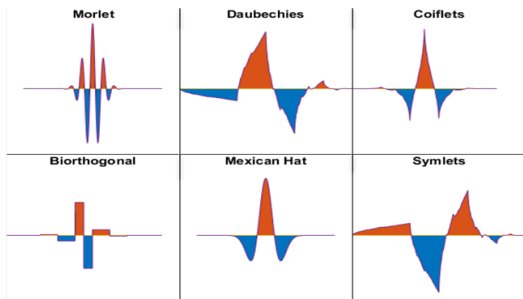 Morlet
Daubechies
Coiflets
Biorthogonal
Mexican Hat
Symlets